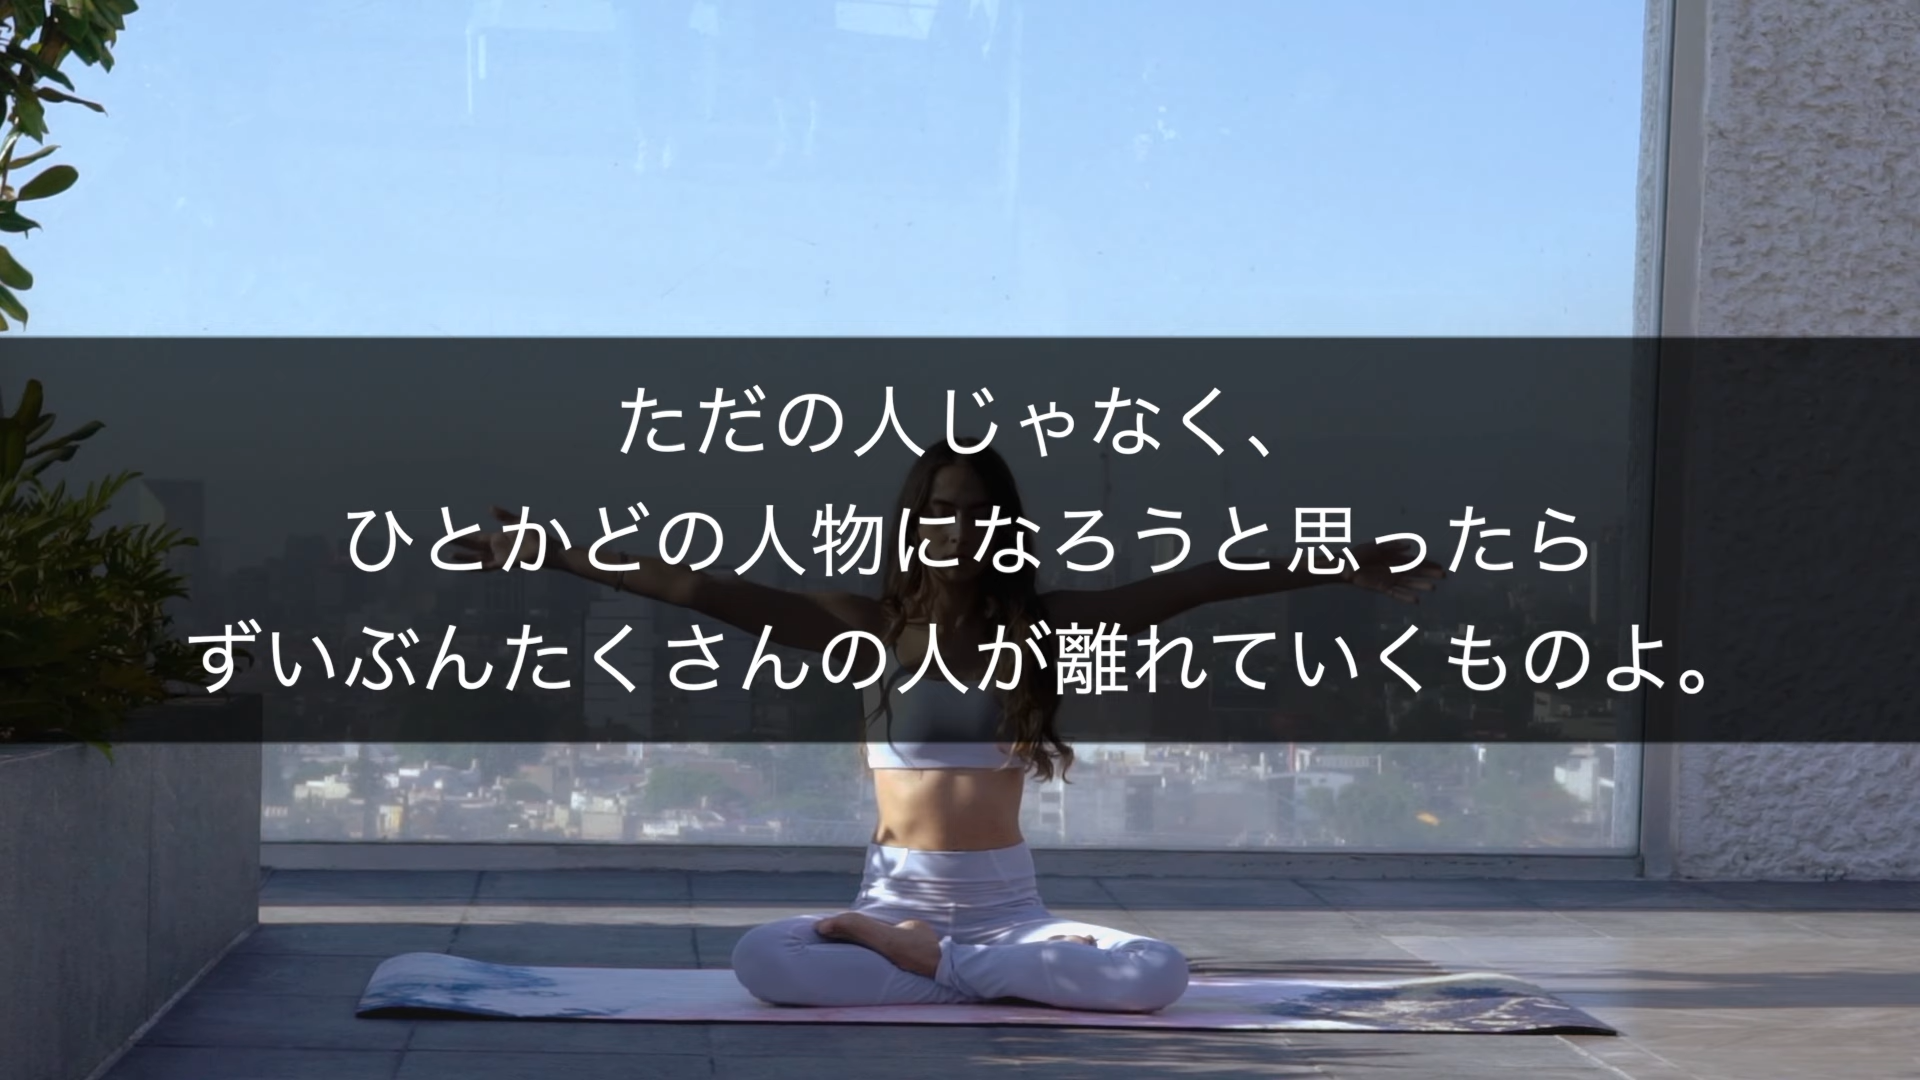 ただの人じゃなく、
ひとかどの人物になろうと思ったら
ずいぶんたくさんの人が離れていくものよ。